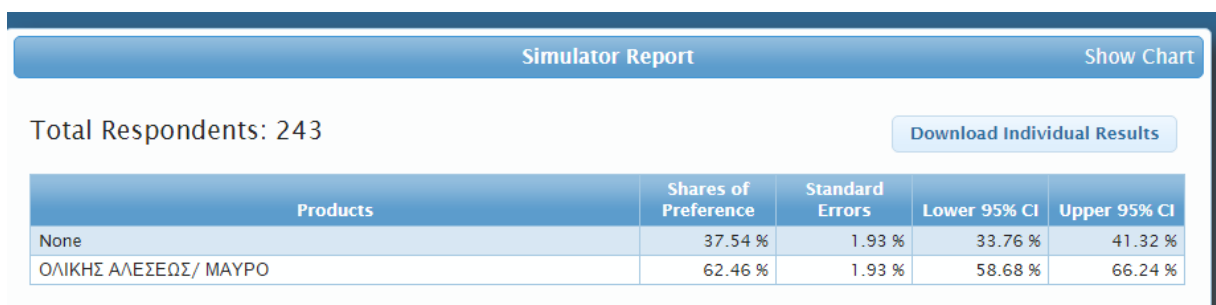 Simulator Report
Show Chart
Total Respondents: 243
Download Individual Results
Products Shares of Preference Standard Errors Lower 95% CI Upper 95% CI
None 37.54 % 1.93 % 33.76 % 41.32 %
ΟΛΙΚΗΣ ΑΛΕΣΕΩΣ/ ΜΑΥΡΟ 62.46 % 1.93 % 58.68 % 66.24 %